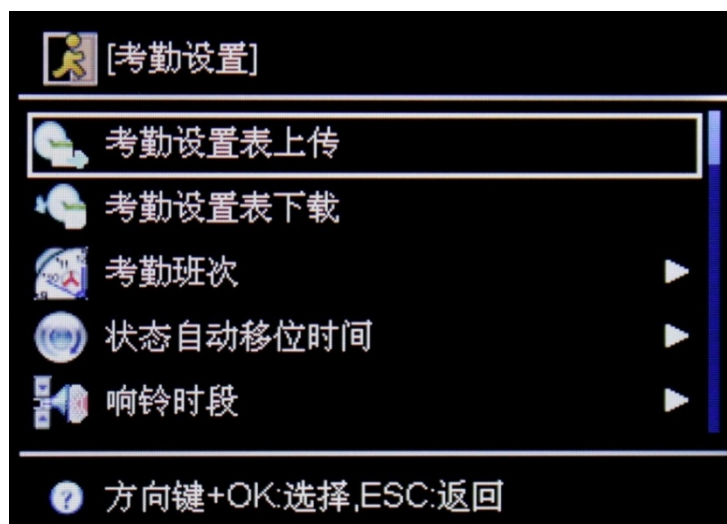 [考勤设置]
考勤设置表上传
考勤设置表下载
考勤班次
状态自动移位时间
响铃时段
方向键+OK:选择,ESC:返回